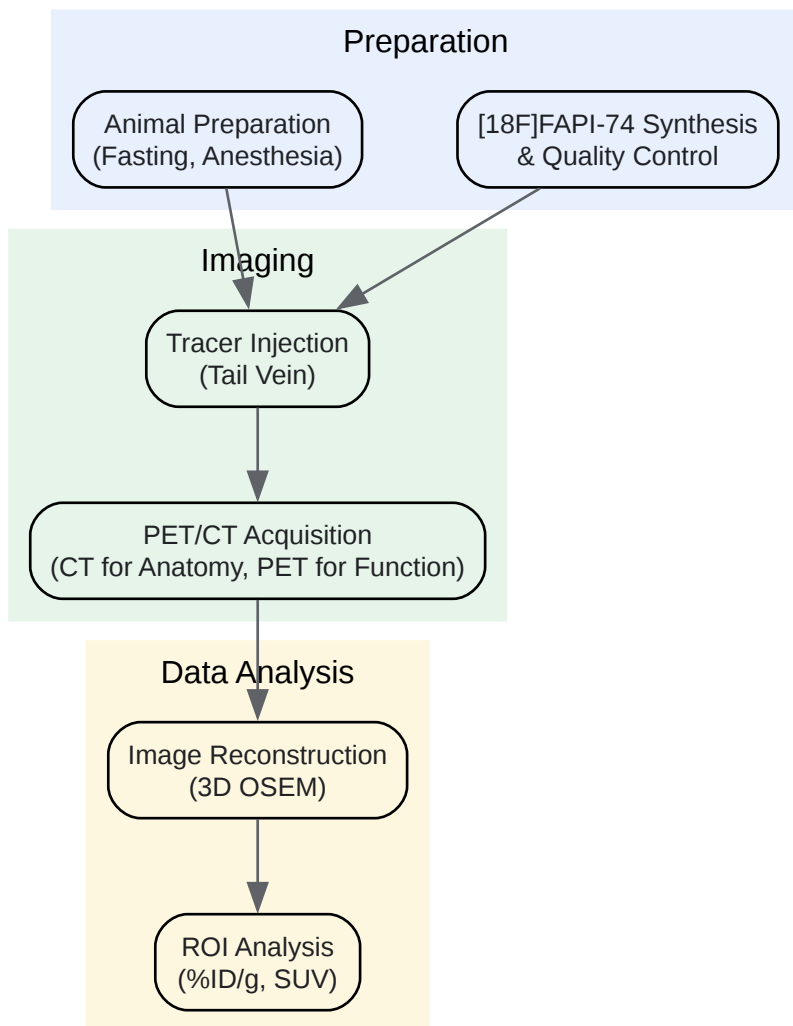 Preparation
Animal Preparation
(Fasting, Anesthesia)
[18F]FAPI-74 Synthesis
& Quality Control
Imaging
Tracer Injection
(Tail Vein)
PET/CT Acquisition
(CT for Anatomy, PET for Function)
Data Analysis
Image Reconstruction
(3D OSEM)
ROI Analysis
(%ID/g, SUV)